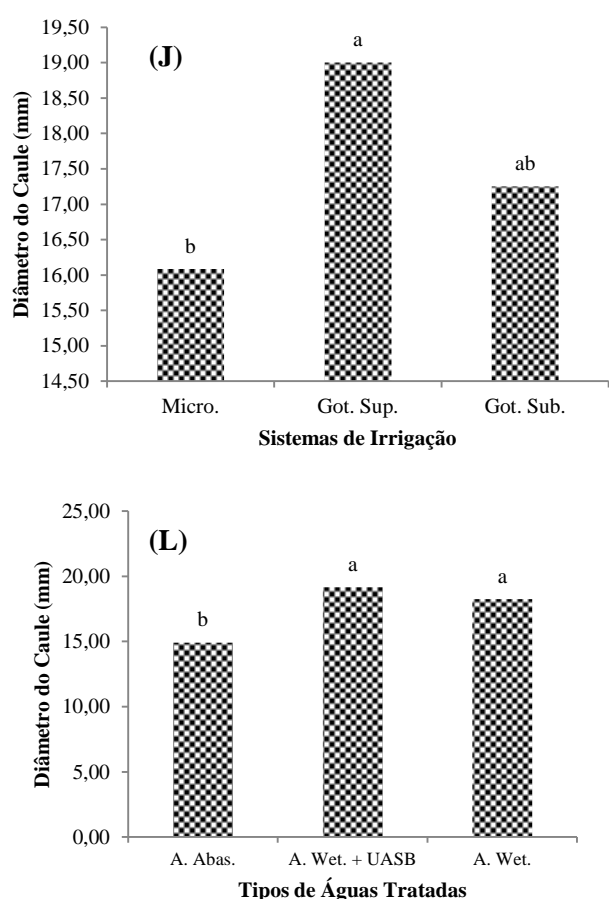 19,50
19,00
18,50
18,00
17,50
17,00
16,50
16,00
15,50
15,00
14,50
Diâmetro do Caule (mm)
(J)
b
a
ab
Micro.
Got. Sup.
Got. Sub.
Sistemas de Irrigação
25,00
20,00
15,00
10,00
5,00
0,00
Diâmetro do Caule (mm)
(L)
b
a
a
A. Abas.
A. Wet. + UASB
A. Wet.
Tipos de Águas Tratadas